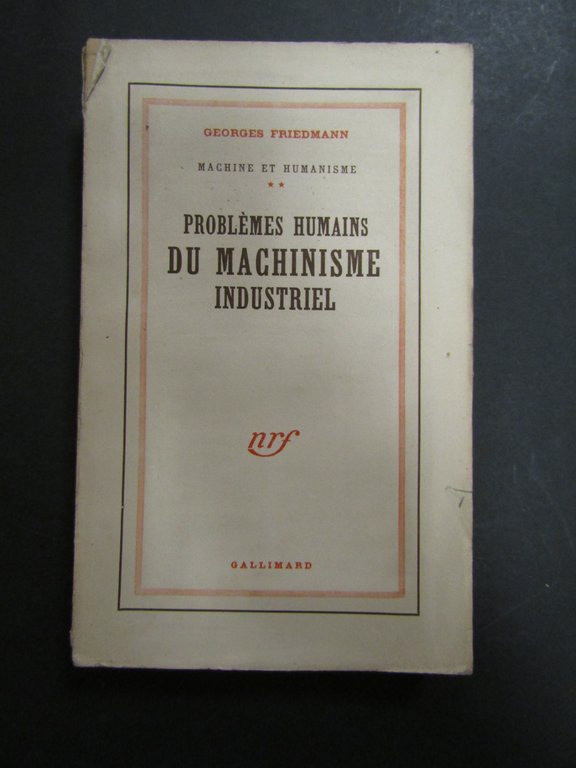 GEORGES FRIEDMANN
MACHINE ET HUMANISME
★ ★
PROBLÈMES HUMAINS
DU MACHINISME
INDUSTRIEL
nrf
GALLIMARD